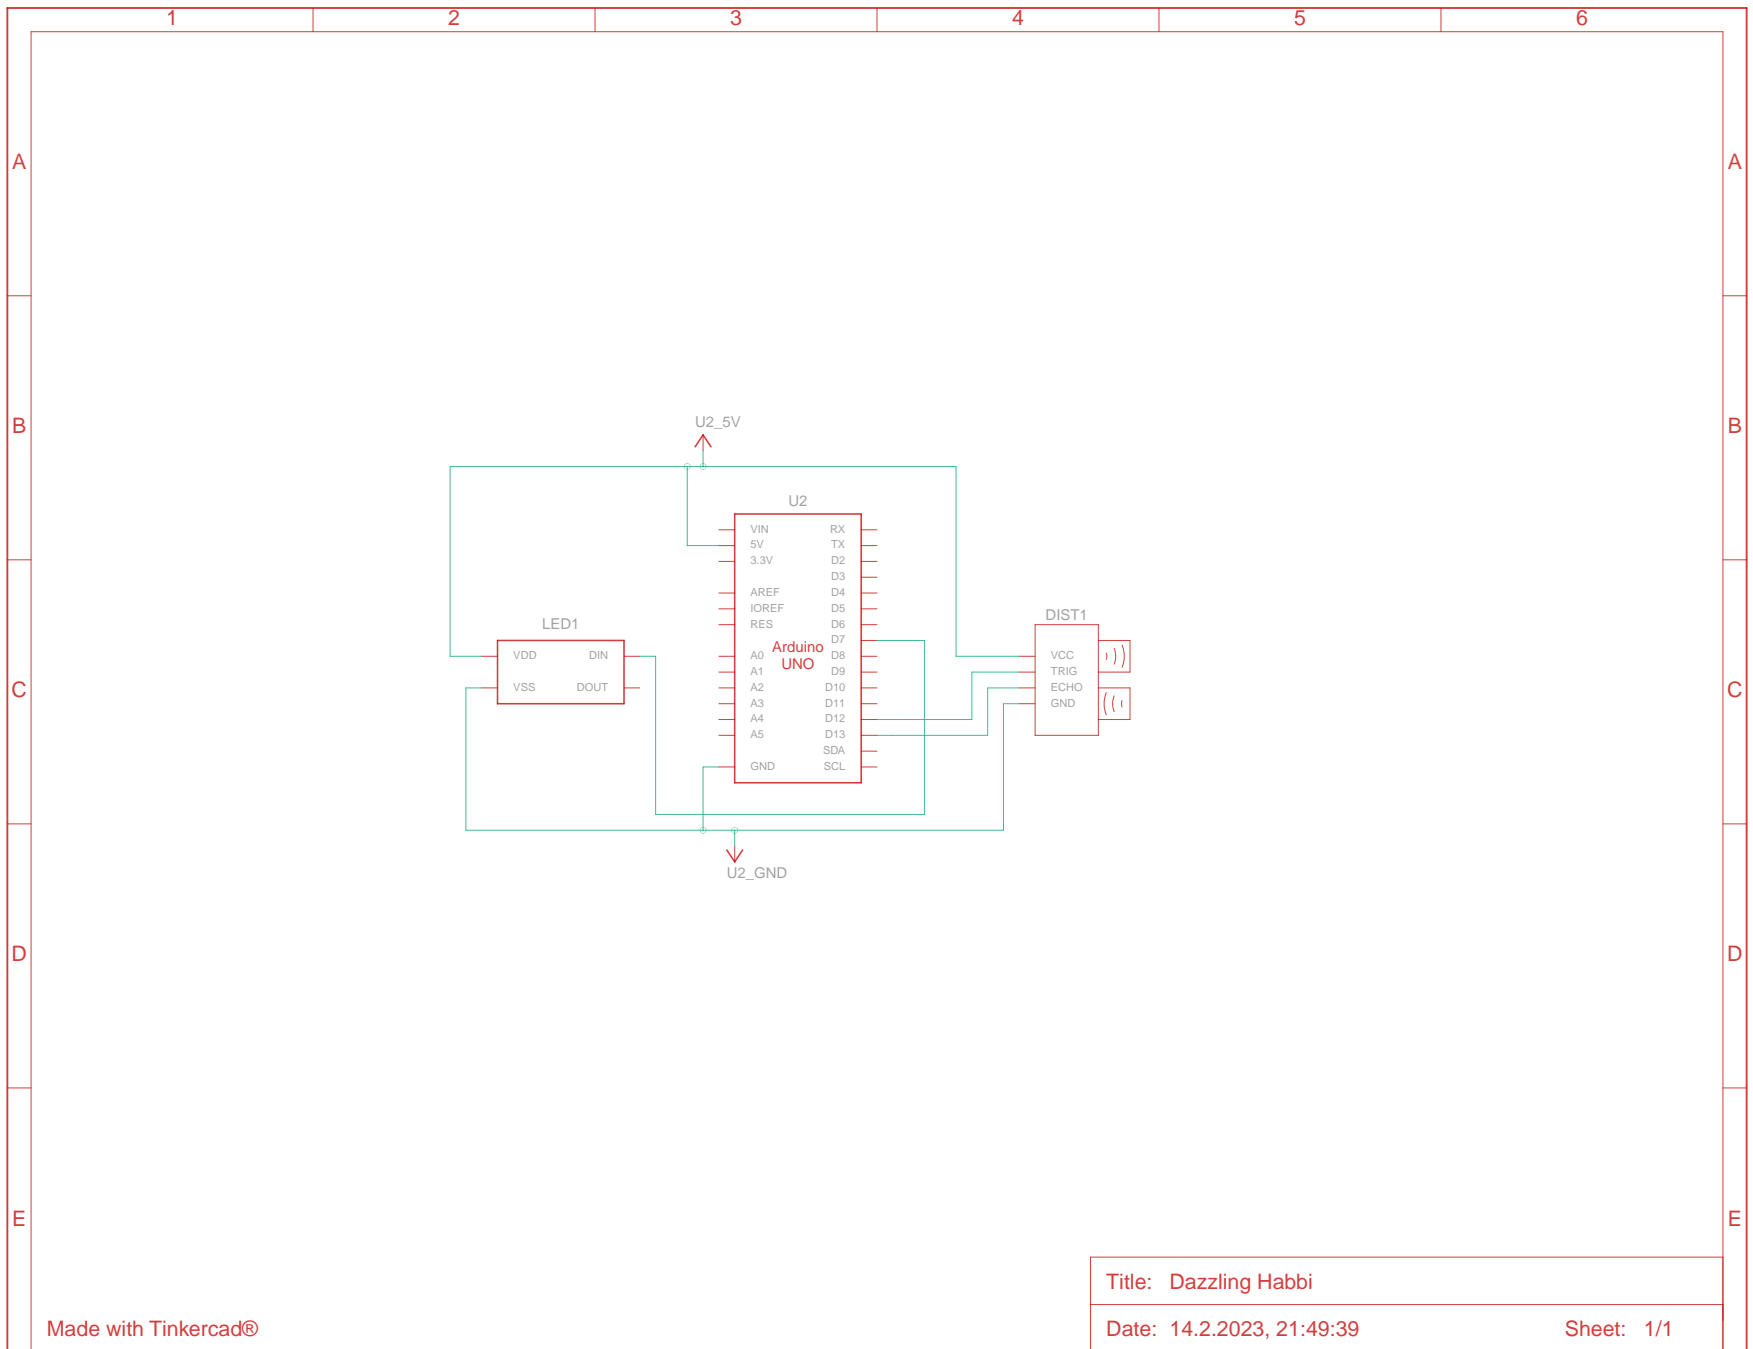 1 2 3 4 5 6
A A
B B
U2_5V
U2
VIN RX
5V TX
3.3V D2
D3
AREF D4
IOREF D5
RES D6
D7
Arduino
UNO
A0 D8
A1 D9
A2 D10
A3 D11
A4 D12
A5 D13
SDA
GND SCL
LED1
VDD DIN
VSS DOUT
DIST1
VCC
TRIG
ECHO
GND
C C
U2_GND
D D
E E
Title: Dazzling Habbi
Made with Tinkercad®
Date: 14.2.2023, 21:49:39 Sheet: 1/1